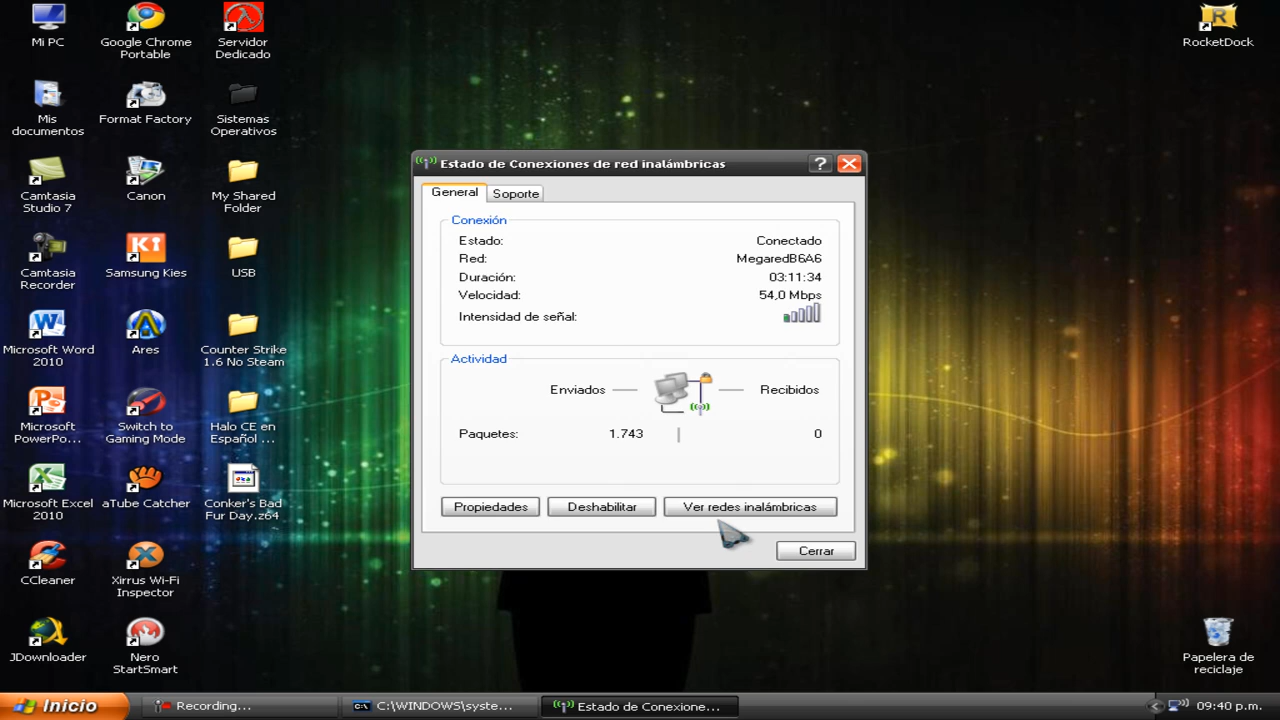 Mi PC
Google Chrome
Portable
Servidor
Dedicado
RocketDock
Mis
documentos
Format Factory
Sistemas
Operativos
Camtasia
Studio 7
Canon
My Shared
Folder
Camtasia
Recorder
Samsung Kies
USB
Microsoft Word
2010
Ares
Counter Strike
1.6 No Steam
Microsoft
PowerPo...
Switch to
Gaming Mode
Halo CE en
Español ...
Microsoft Excel
2010
aTube Catcher
Conker's Bad
Fur Day.z64
CCleaner
Xirrus Wi-Fi
Inspector
JDownloader
Nero
StartSmart
Papelera de
reciclaje
Estado de Conexiones de red inalámbricas
General
Soporte
Conexión
Estado: Conectado
Red: MegaredB6A6
Duración: 03:11:34
Velocidad: 54,0 Mbps
Intensidad de señal:
Actividad
Enviados
Recibidos
Paquetes: 1.743 0
Propiedades
Deshabilitar
Ver redes inalámbricas
Cerrar
Inicio
Recording...
C:\WINDOWS\syste...
Estado de Conexione...
09:40 p.m.